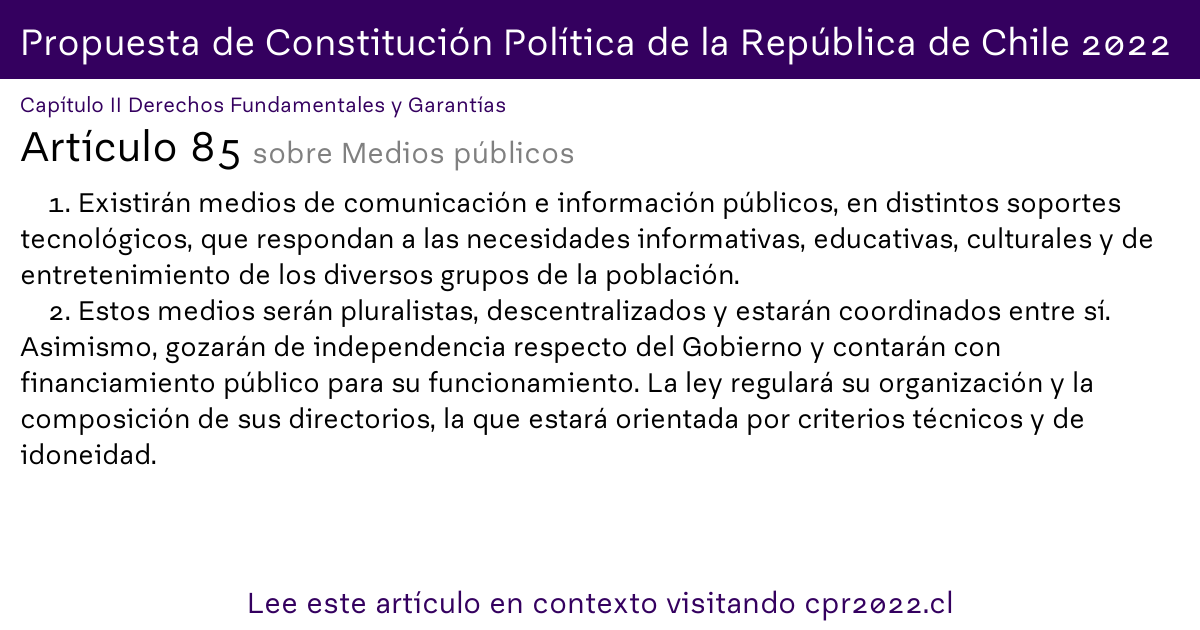 Propuesta de Constitución Política de la República de Chile 2022
Capítulo II Derechos Fundamentales y Garantías
Artículo 85 sobre Medios públicos
1. Existirán medios de comunicación e información públicos, en distintos soportes
tecnológicos, que respondan a las necesidades informativas, educativas, culturales y de
entretenimiento de los diversos grupos de la población.
2. Estos medios serán pluralistas, descentralizados y estarán coordinados entre sí.
Asimismo, gozarán de independencia respecto del Gobierno y contarán con
financiamiento público para su funcionamiento. La ley regulará su organización y la
composición de sus directorios, la que estará orientada por criterios técnicos y de
idoneidad.
Lee este artículo en contexto visitando cpr2022.cl